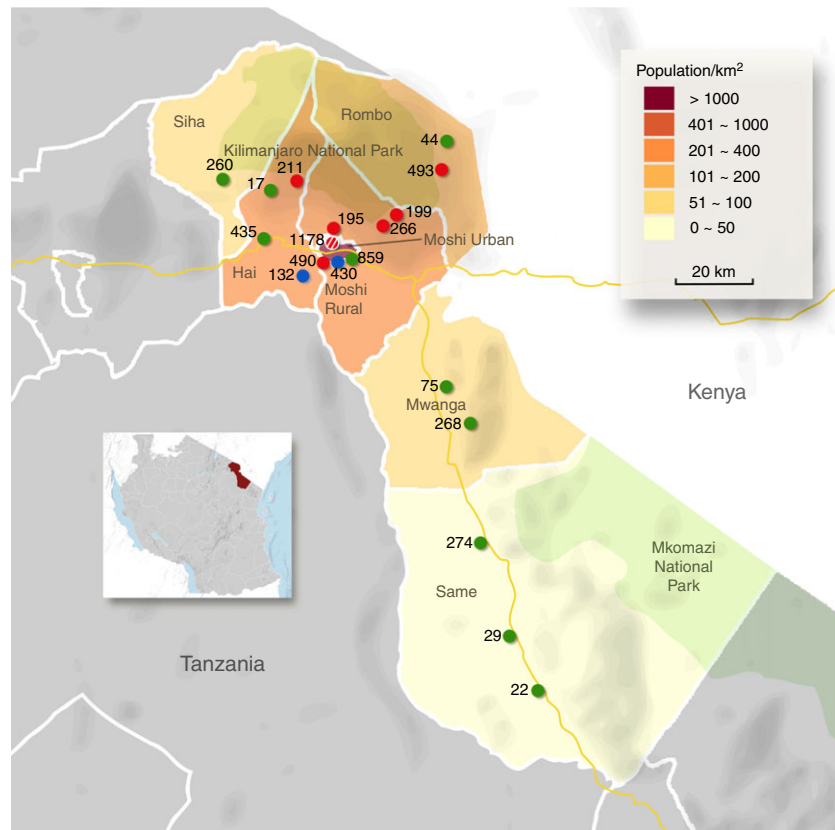 Population/km²
> 1000
401 ~ 1000
201 ~ 400
101 ~ 200
51 ~ 100
0 ~ 50
20 km
Siha
Rombo
44
Kilimanjaro National Park
260
211
493
17
195
199
435
1178
266
Moshi Urban
490
859
Hai
132
430
Moshi
Rural
75
Kenya
Mwanga
268
274
Mkomazi
National
Park
Same
29
Tanzania
22